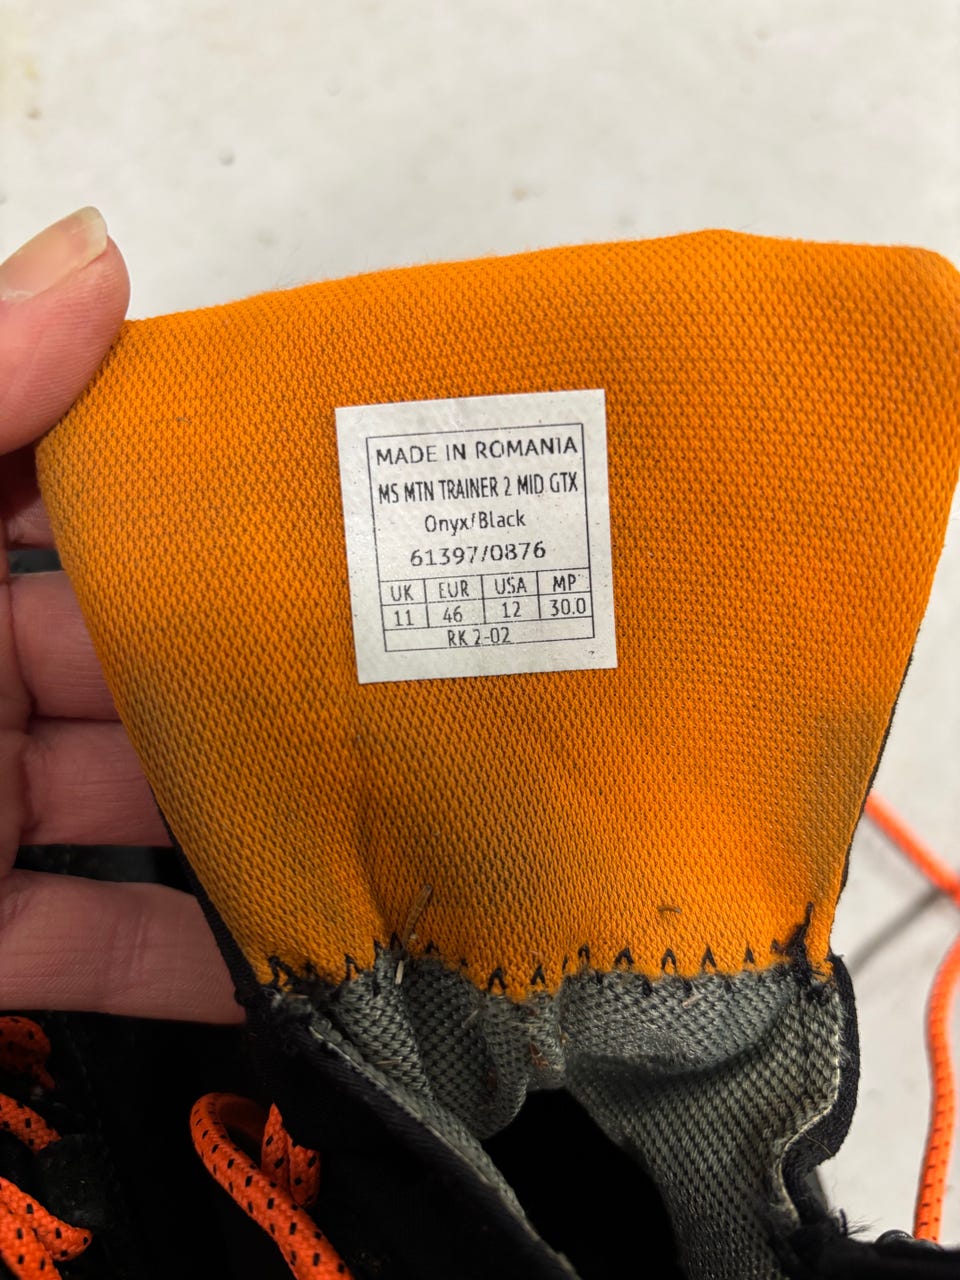 MADE IN ROMANIA
MS MTN TRAINER 2 MID GTX
Onyx/Black
61397/0876
UK EUR USA MP
11 46 12 30.0
RK 2-02